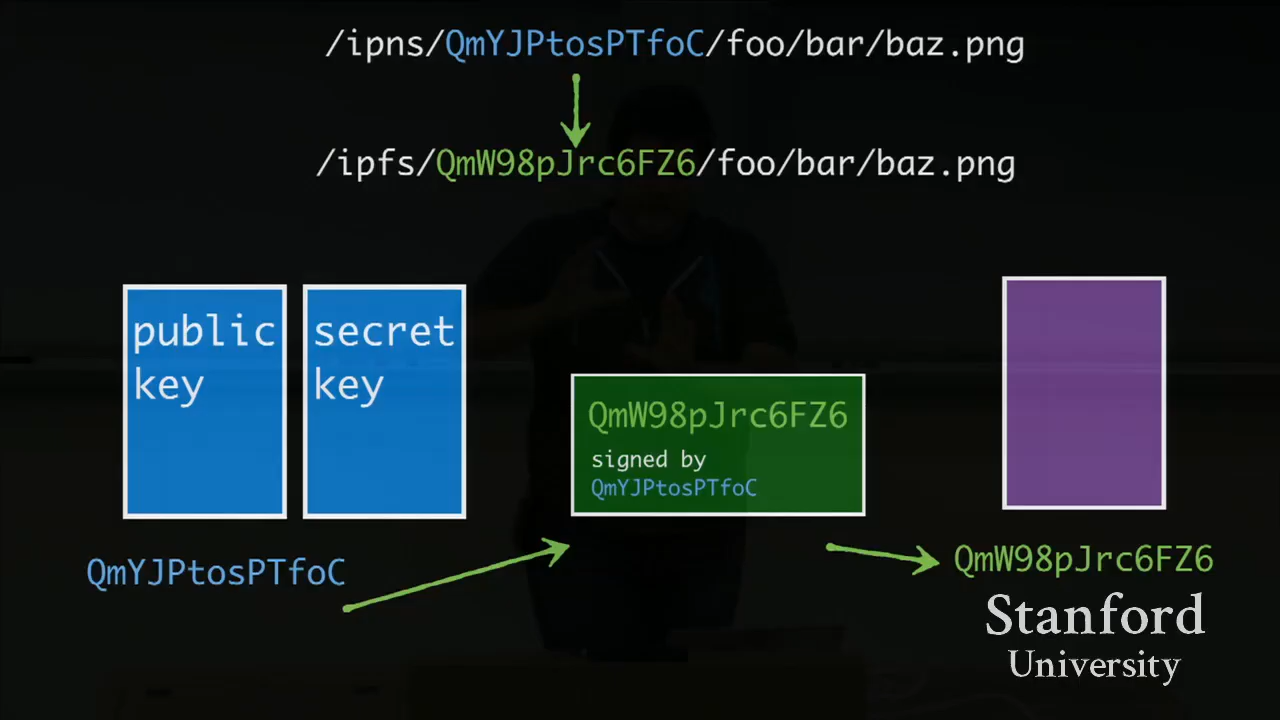 /ipns/QmYJPtosPTfoC/foo/bar/baz.png
/ipfs/QmW98pJrc6FZ6/foo/bar/baz.png
public
key
secret
key
QmW98pJrc6FZ6
signed by
QmYJPtosPTfoC
QmYJPtosPTfoC
QmW98pJrc6FZ6
Stanford
University